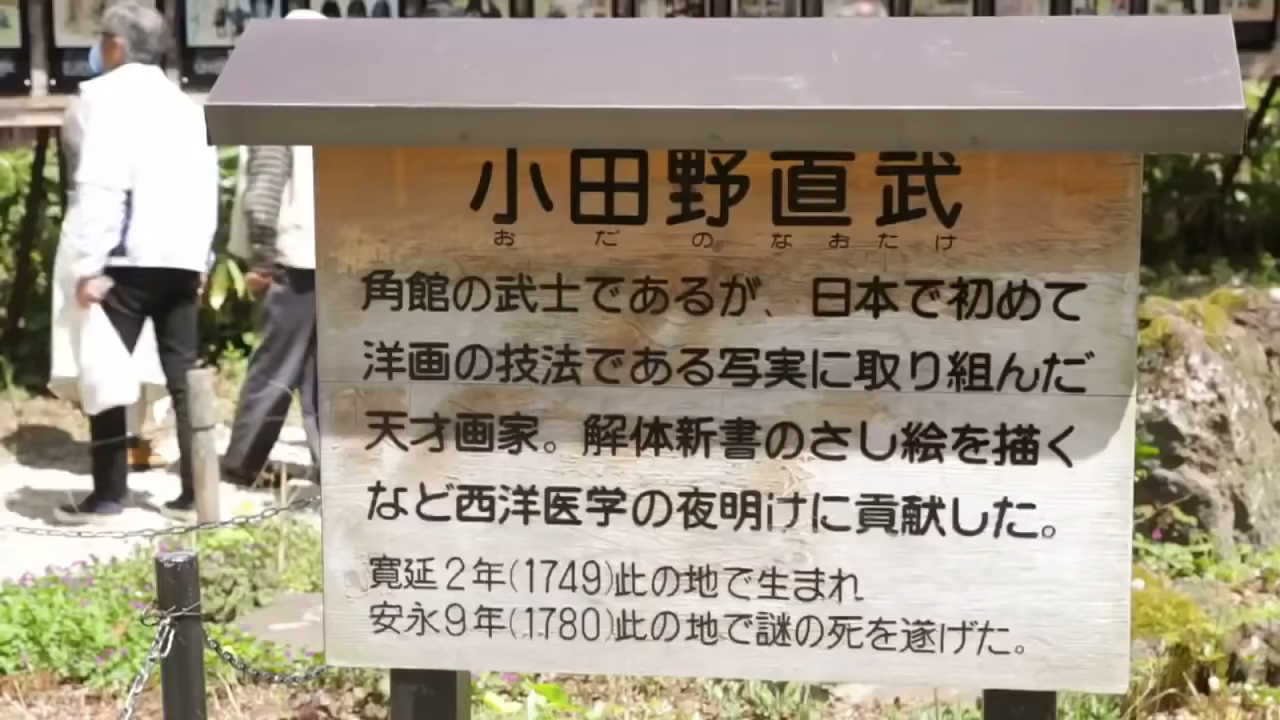 小田野直武
おだのなおたけ
角館の武士であるが、日本で初めて
洋画の技法である写実に取り組んだ
天才画家。解体新書のさし絵を描く
など西洋医学の夜明けに貢献した。
寛延2年(1749)此の地で生まれ
安永9年(1780)此の地で謎の死を遂げた。